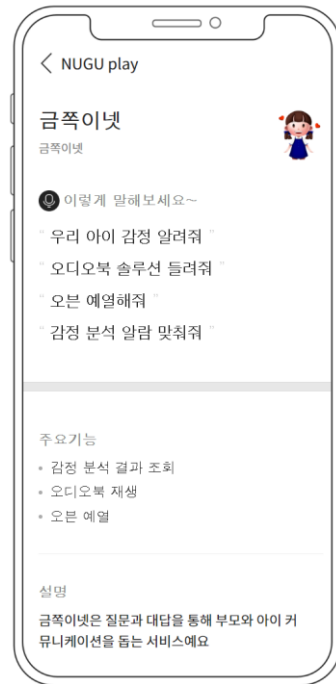 NUGU play
금쪽이넷
금쪽이넷
이렇게 말해보세요~
" 우리 아이 감정 알려줘 "
" 오디오북 솔루션 들려줘 "
" 오븐 예열해줘 "
" 감정 분석 알람 맞춰줘 "
주요기능
• 감정 분석 결과 조회
• 오디오북 재생
• 오븐 예열
설명
금쪽이넷은 질문과 대답을 통해 부모와 아이 커
뮤니케이션을 돕는 서비스예요